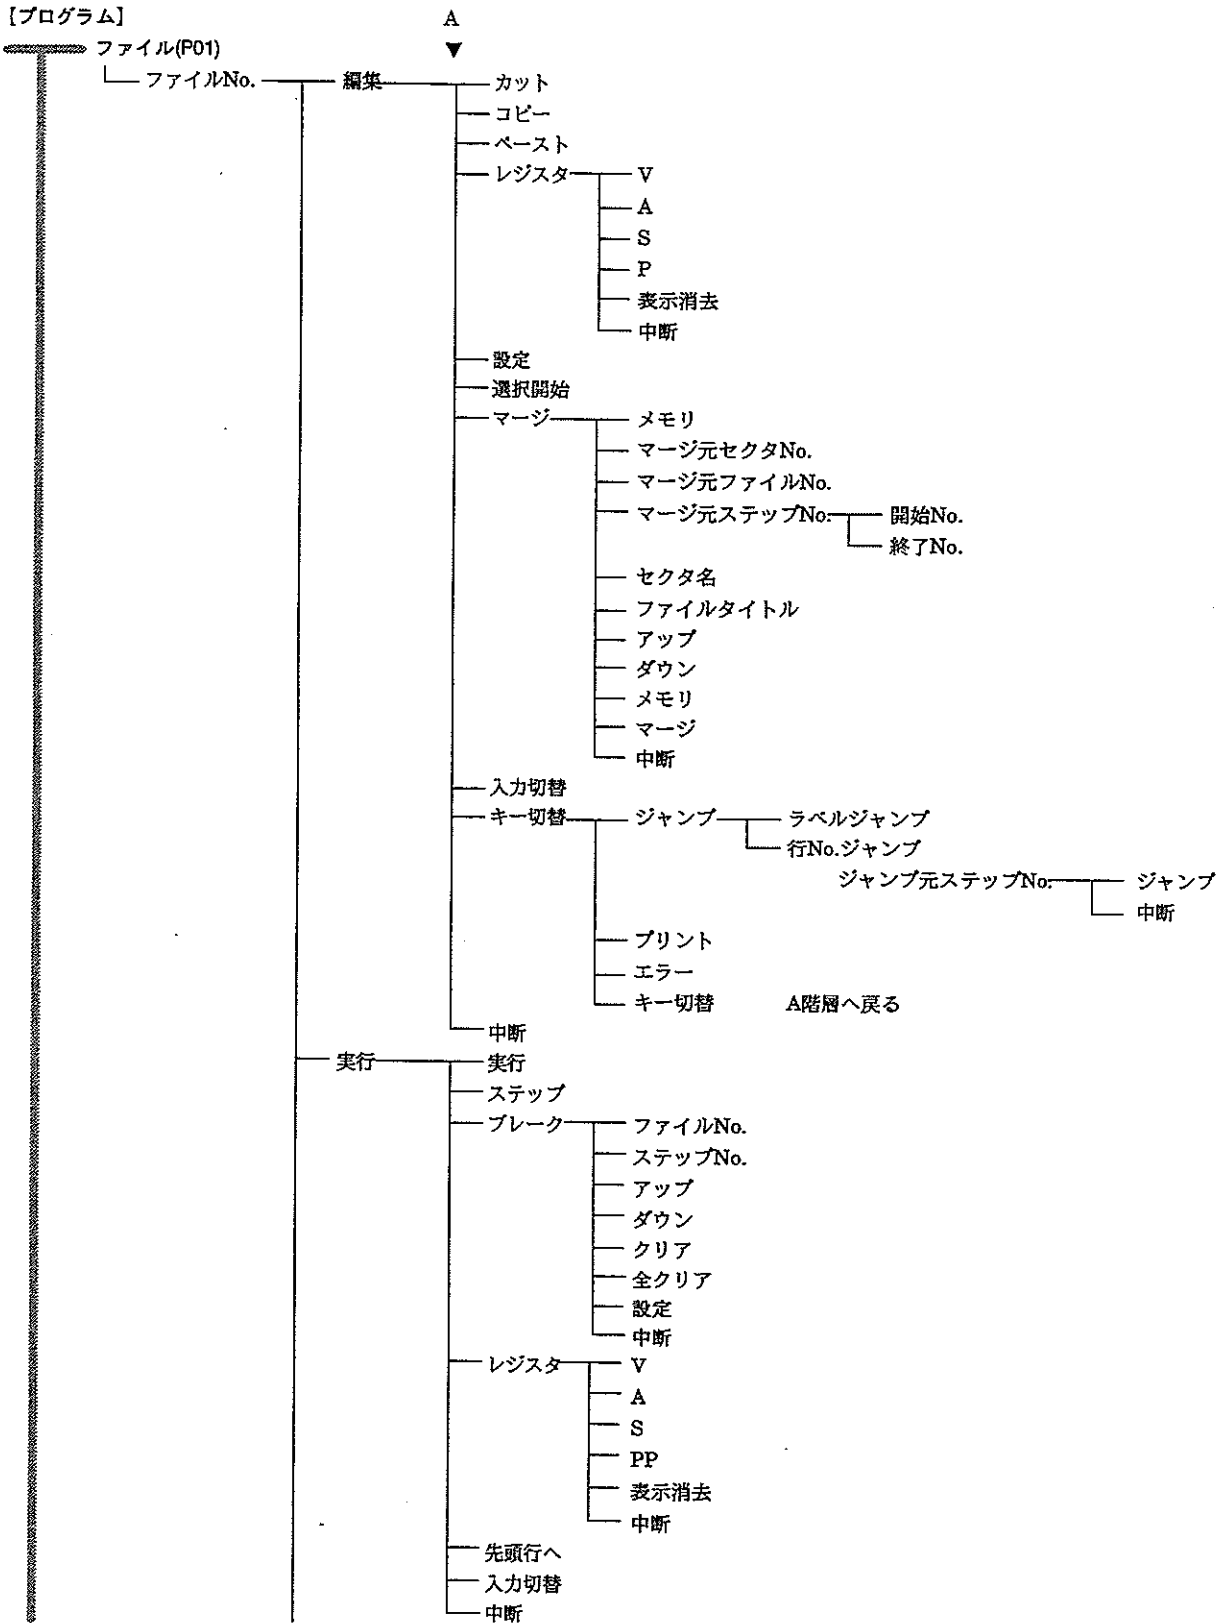 【プログラム】
A
▼
ファイル(P01)
ファイルNo. 編集 カット
コピー
ペースト
レジスタ V
A
S
P
表示消去
中断
設定
選択開始
マージ メモリ
マージ元セクタNo.
マージ元ファイルNo.
マージ元ステップNo. 開始No.
終了No.
セクタ名
ファイルタイトル
アップ
ダウン
メモリ
マージ
中断
入力切替
キー切替 ジャンプ ラベルジャンプ
行No.ジャンプ
ジャンプ元ステップNo. ジャンプ
中断
プリント
エラー
キー切替 A階層へ戻る
中断
実行 実行
ステップ
ブレーク ファイルNo.
ステップNo.
アップ
ダウン
クリア
全クリア
設定
中断
レジスタ V
A
S
PP
表示消去
中断
先頭行へ
入力切替
中断